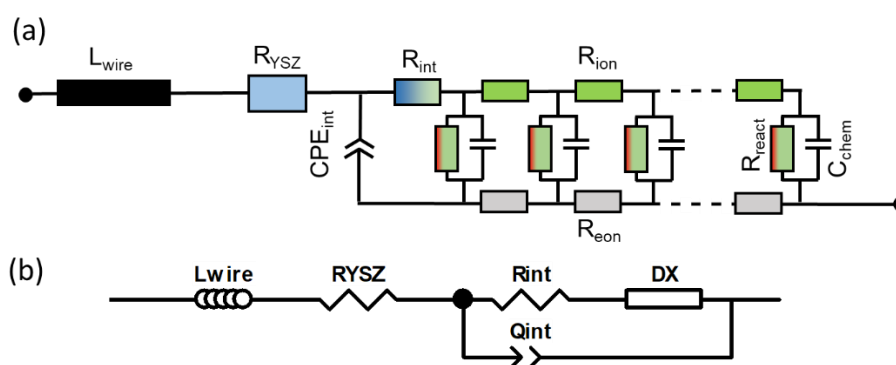 (a)
Lwire
RYSZ
Rint
Rion
CPEint
Rreact
Cchem
Reon
(b)
Lwire
RYSZ
Rint
DX
Qint